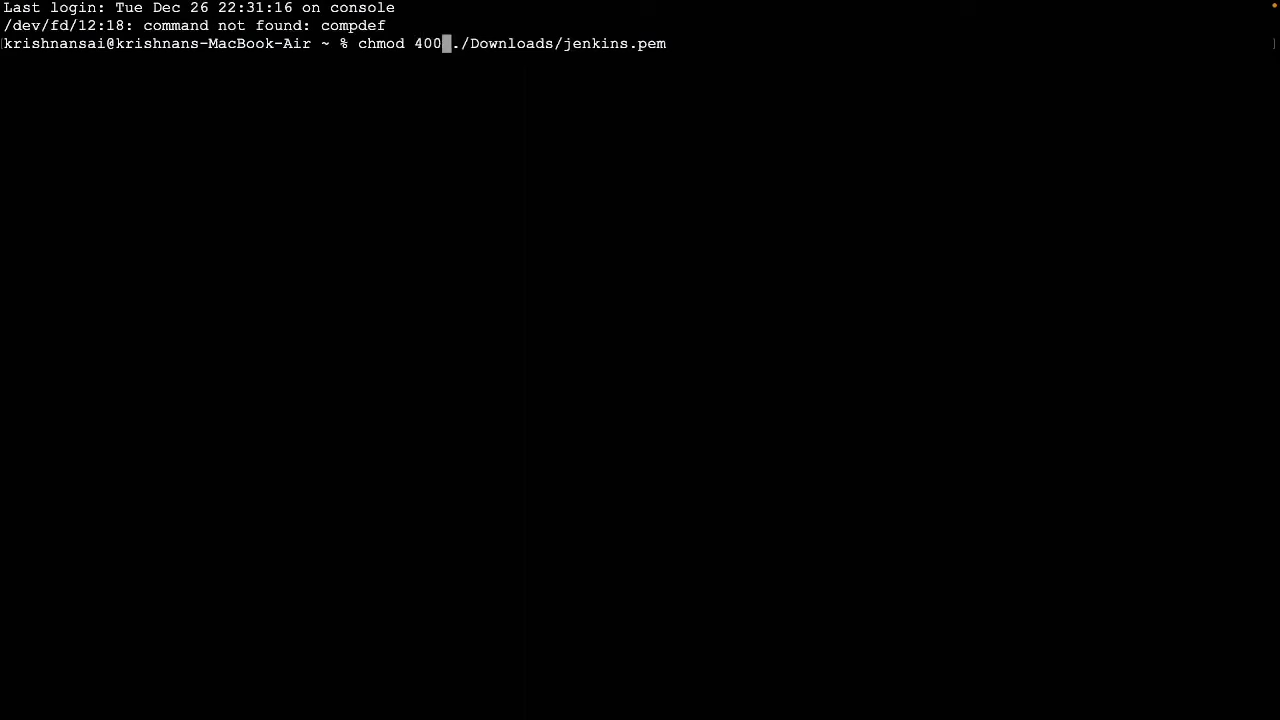 Last login: Tue Dec 26 22:31:16 on console
/dev/fd/12:18: command not found: compdef
[krishnansai@krishnans-MacBook-Air ~ % chmod 400 ./Downloads/jenkins.pem ]